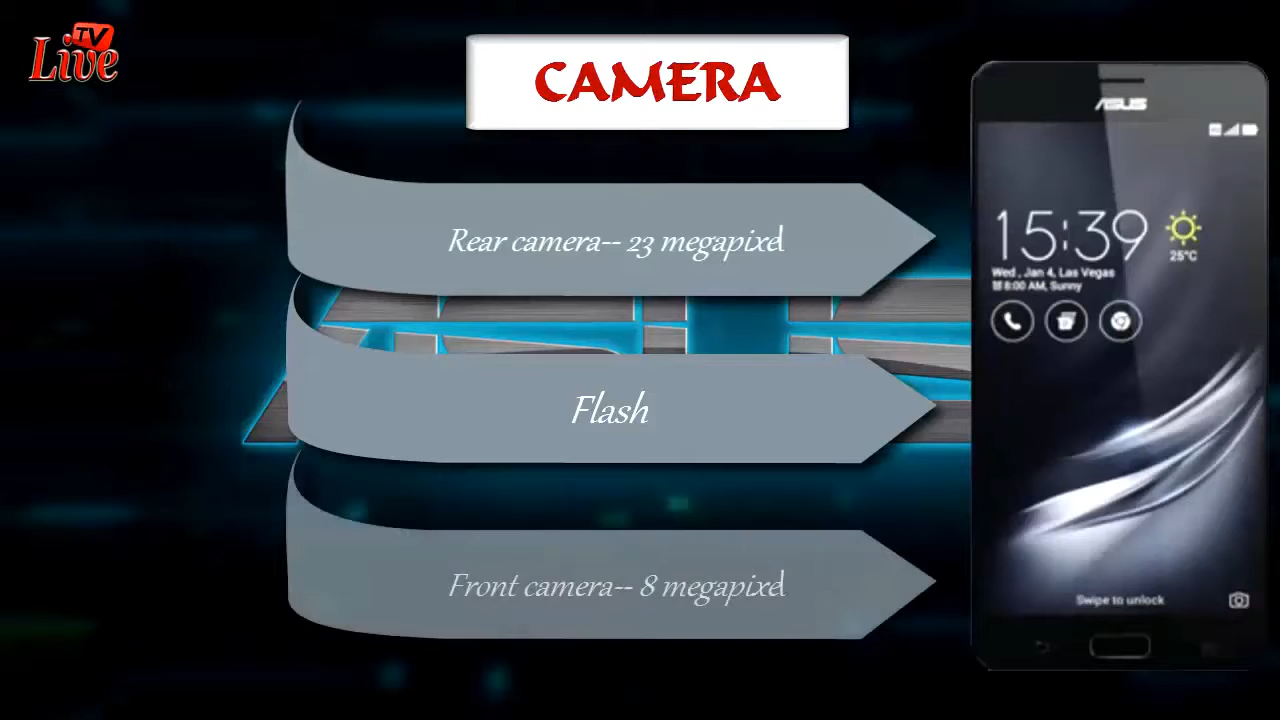 TV
Live
CAMERA
Rear camera-- 23 megapixel
Flash
Front camera-- 8 megapixel
ASUS
15:39
25°C
Wed , Jan 4, Las Vegas
8:00 AM, Sunny
Swipe to unlock